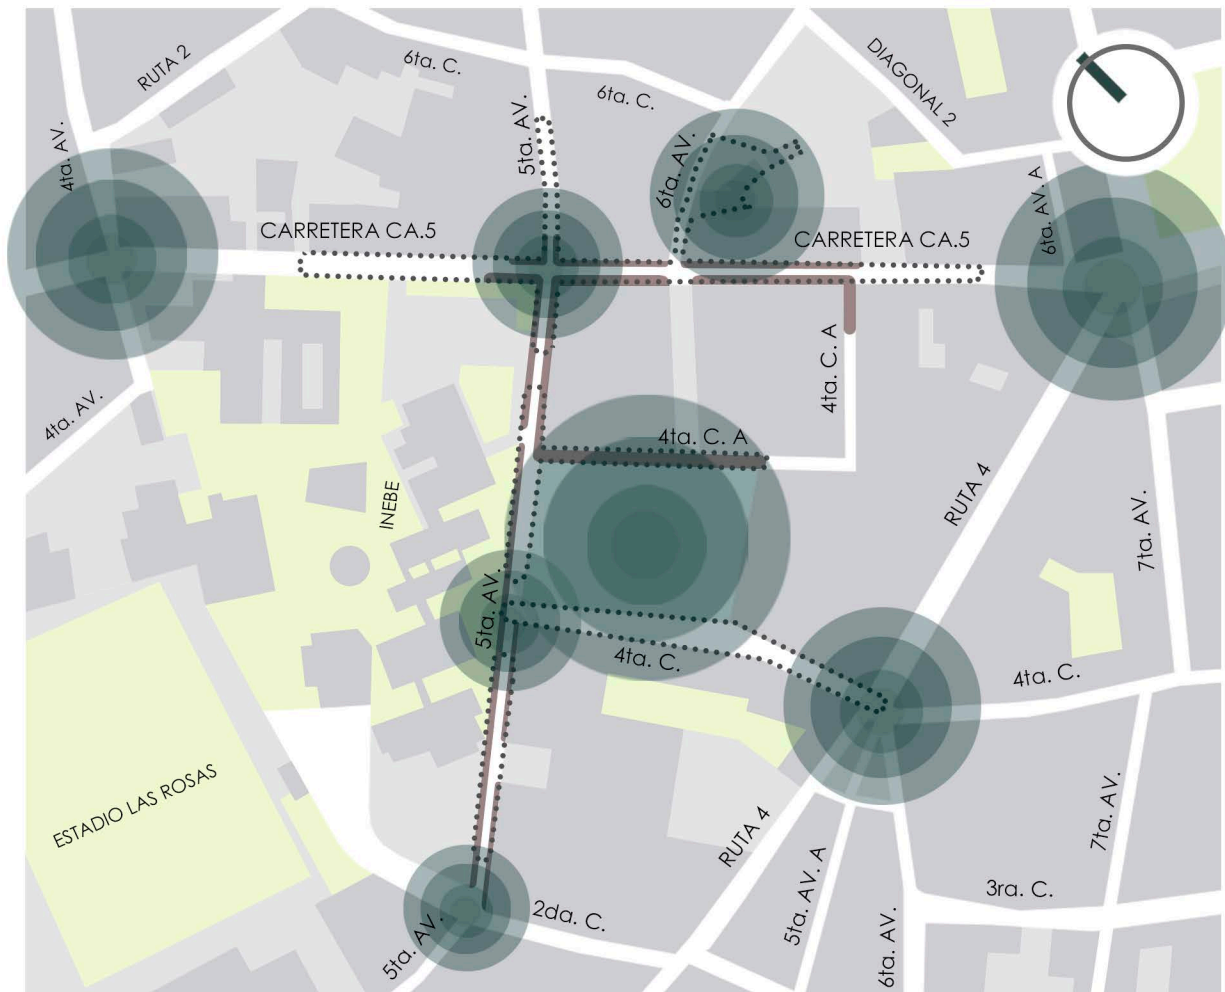 RUTA 2
6ta. C.
6ta. C.
DIAGONAL 2
4ta. AV.
5ta. AV.
6ta. AV.
6ta. AV. A
CARRETERA CA.5
CARRETERA CA.5
4ta. C. A
4ta. AV.
4ta. C. A
INEBE
RUTA 4
7ta. AV.
5ta. AV.
4ta. C.
4ta. C.
ESTADIO LAS ROSAS
RUTA 4
7ta. AV.
5ta. AV. A
3ra. C.
2da. C.
5ta. AV.
6ta. AV.